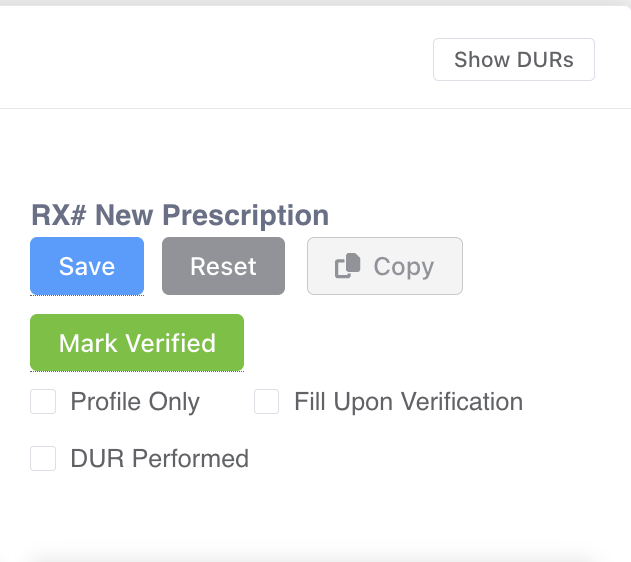 Show DURs
RX# New Prescription
Save Reset Copy
Mark Verified
Profile Only Fill Upon Verification
DUR Performed